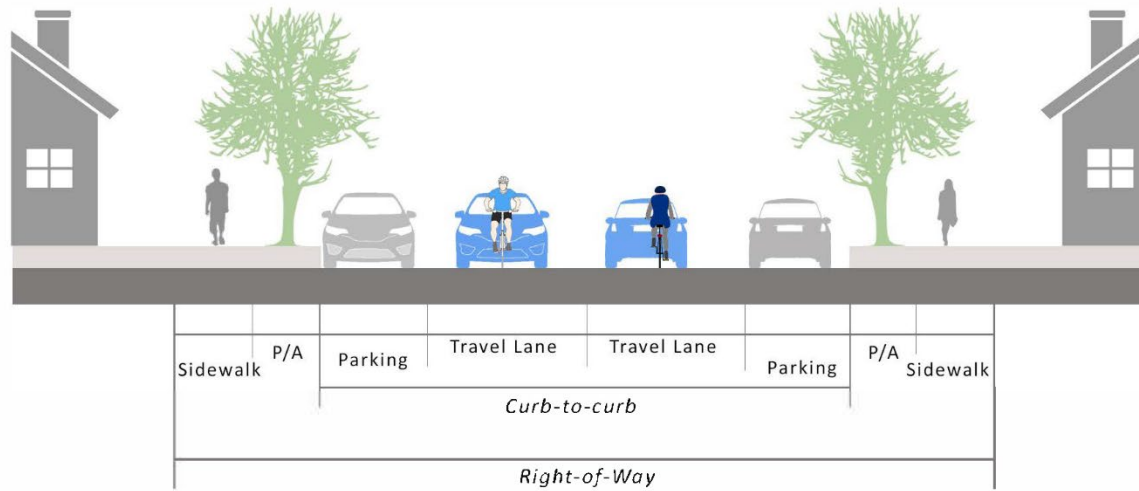 Sidewalk
P/A
Parking
Travel Lane
Travel Lane
Parking
P/A
Sidewalk
Curb-to-curb
Right-of-Way